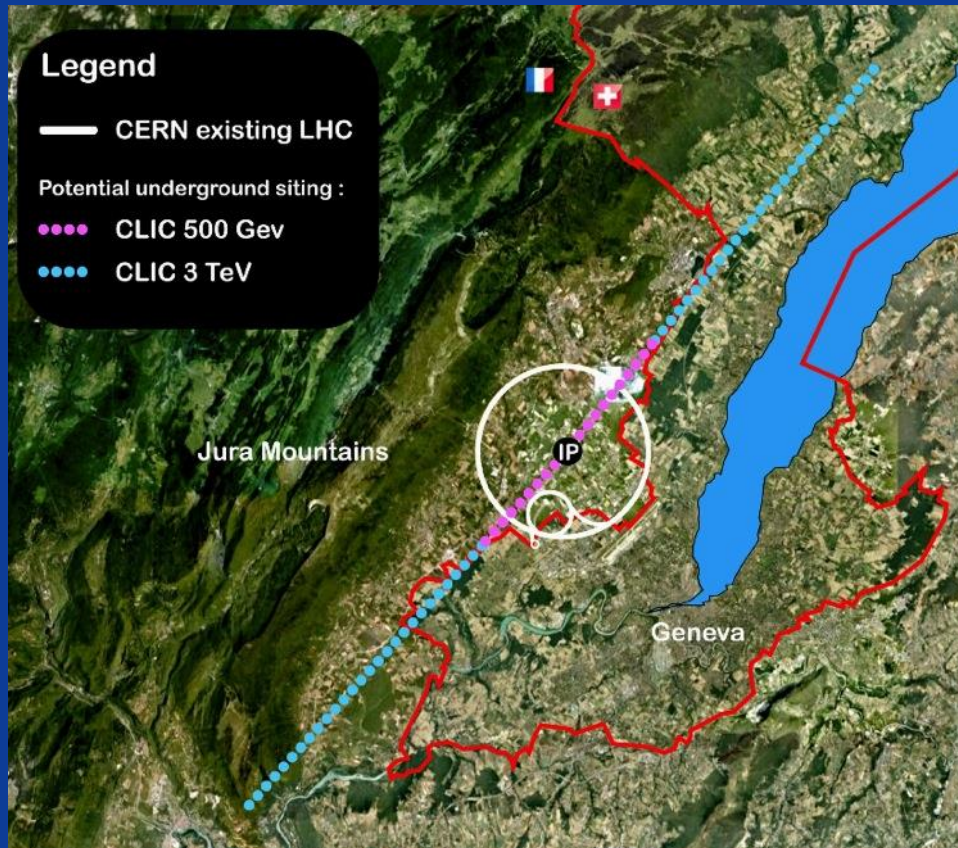 Legend
CERN existing LHC
Potential underground siting :
CLIC 500 Gev
CLIC 3 TeV
Jura Mountains
IP
Geneva